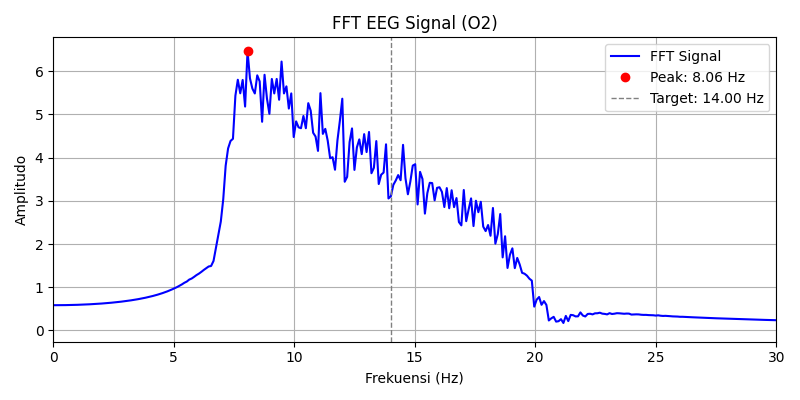 FFT EEG Signal (O2)
FFT Signal
Peak: 8.06 Hz
Target: 14.00 Hz
Amplitudo
6
5
4
3
2
1
0
0 5 10 15 20 25 30
Frekuensi (Hz)